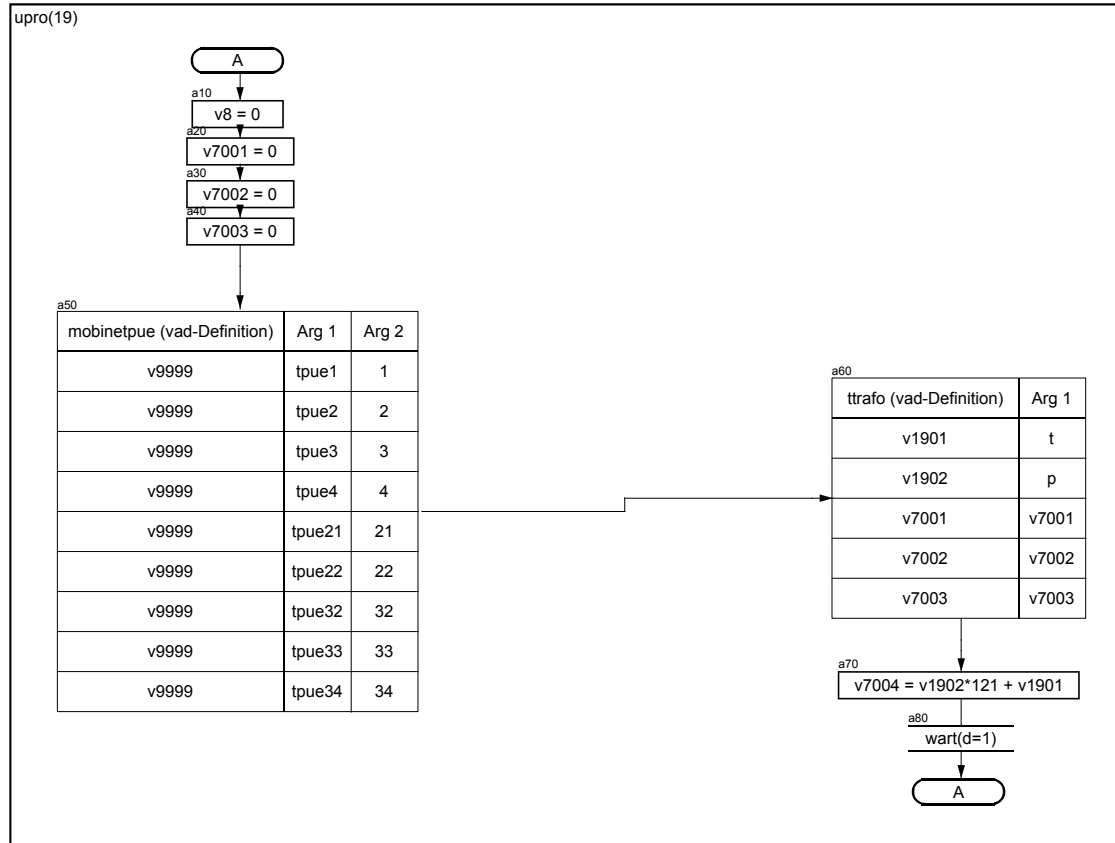 upro(19)
A
a10
v8 = 0
a20
v7001 = 0
a30
v7002 = 0
a40
v7003 = 0
a50
mobinetpue (vad-Definition) Arg 1 Arg 2
v9999 tpue1 1
v9999 tpue2 2
v9999 tpue3 3
v9999 tpue4 4
v9999 tpue21 21
v9999 tpue22 22
v9999 tpue32 32
v9999 tpue33 33
v9999 tpue34 34
a60
ttrafo (vad-Definition) Arg 1
v1901 t
v1902 p
v7001 v7001
v7002 v7002
v7003 v7003
a70
v7004 = v1902*121 + v1901
a80
wart(d=1)
A